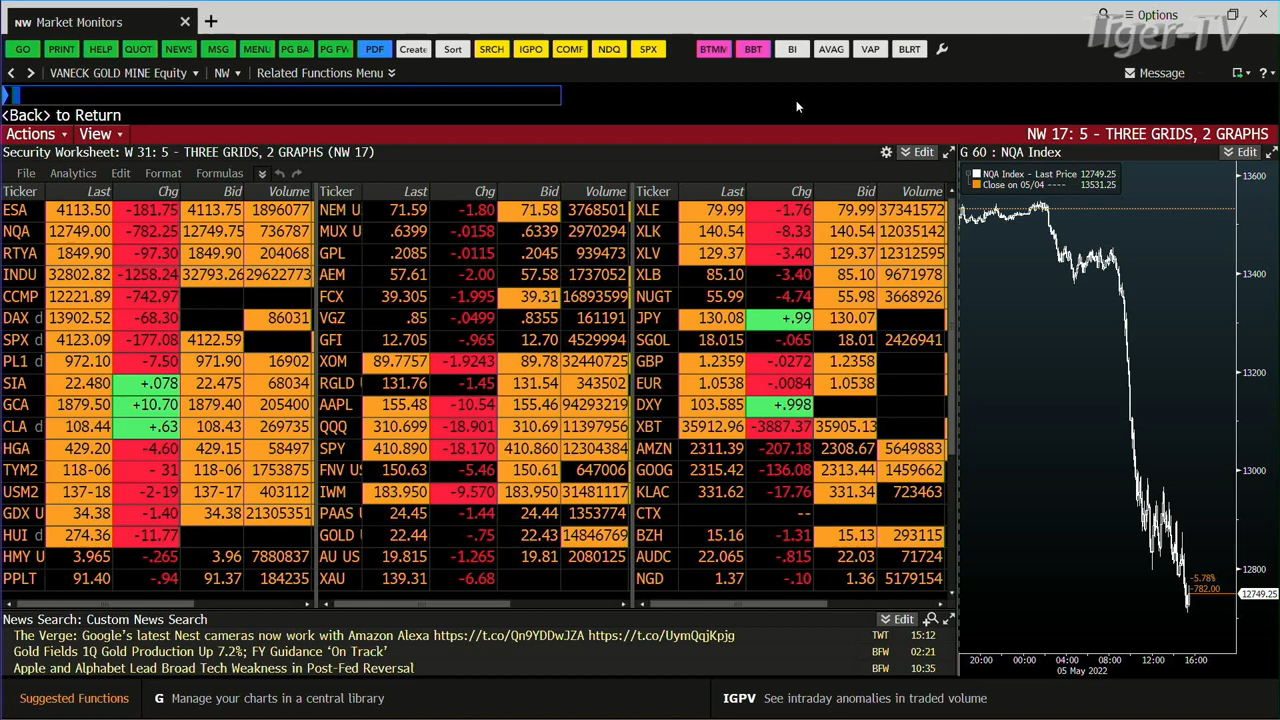 NW Market Monitors
Options
Tiger-TV
GO PRINT HELP QUOT NEWS MSG MENU PG BA PG FW PDF Create Sort SRCH IGPO COMF NDQ SPX BTMM BBT BI AVAG VAP BLRT
VANECK GOLD MINE Equity NW Related Functions Menu Message
<Back> to Return
Actions View NW 17: 5 - THREE GRIDS, 2 GRAPHS
Security Worksheet: W 31: 5 - THREE GRIDS, 2 GRAPHS (NW 17) Edit G 60 : NQA Index Edit
File Analytics Edit Format Formulas
Ticker Last Chg Bid Volume Ticker Last Chg Bid Volume Ticker Last Chg Bid Volume
ESA 4113.50 -181.75 4113.75 1896077 NEM U 71.59 -1.80 71.58 3768501 XLE 79.99 -1.76 79.99 37341572
NQA 12749.00 -782.25 12749.75 736787 MUX U .6399 -.0158 .6339 2970294 XLK 140.54 -8.33 140.54 12035142
RTYA 1849.90 -97.30 1849.90 204068 GPL .2085 -.0115 .2045 939473 XLV 129.37 -3.40 129.37 12312595
INDU 32802.82 -1258.24 32793.26 29622773 AEM 57.61 -2.00 57.58 1737052 XLB 85.10 -3.40 85.10 9671978
CCMP 12221.89 -742.97 FCX 39.305 -1.995 39.31 16893599 NUGT 55.99 -4.74 55.98 3668926
DAX d 13902.52 -68.30 86031 VGZ .85 -.0499 .8355 161191 JPY 130.08 +.99 130.07
SPX d 4123.09 -177.08 4122.59 GFI 12.705 -.965 12.70 4529994 SGOL 18.015 -.065 18.01 2426941
PL1 d 972.10 -7.50 971.90 16902 XOM 89.7757 -1.9243 89.78 32440725 GBP 1.2359 -.0272 1.2358
SIA 22.480 +.078 22.475 68034 RGLD 131.76 -1.45 131.54 343502 EUR 1.0538 -.0084 1.0538
GCA 1879.50 +10.70 1879.40 205400 AAPL 155.48 -10.54 155.46 94293219 DXY 103.585 +.998
CLA d 108.44 +.63 108.43 269735 QQQ 310.699 -18.901 310.69 11397956 XBT 35912.96 -3887.37 35905.13
HGA 429.20 -4.60 429.15 58497 SPY 410.890 -18.170 410.860 12304384 AMZN 2311.39 -207.18 2308.67 5649883
TYM2 118-06 - 31 118-06 1753875 FNV US 150.63 -5.46 150.61 647006 GOOG 2315.42 -136.08 2313.44 1459662
USM2 137-18 -2-19 137-17 403112 IWM 183.950 -9.570 183.950 31481117 KLAC 331.62 -17.76 331.34 723463
GDX U 34.38 -1.40 34.38 21305351 PAAS U 24.45 -1.44 24.44 1353774 CTX --
HUI d 274.36 -11.77 GOLD U 22.44 -.75 22.43 14846769 BZH 15.16 -1.31 15.13 293115
HMY U 3.965 -.265 3.96 7880837 AU US 19.815 -1.265 19.81 2080125 AUDC 22.065 -.815 22.03 71724
PPLT 91.40 -.94 91.37 184235 XAU 139.31 -6.68 NGD 1.37 -.10 1.36 5179154
NQA Index - Last Price 12749.25
Close on 05/04 ---- 13531.25
13600
13400
13200
13000
12800
-5.78%
-782.00
12749.25
20:00 00:00 04:00 08:00 12:00 16:00
05 May 2022
News Search: Custom News Search Edit
The Verge: Google's latest Nest cameras now work with Amazon Alexa https://t.co/Qn9YDDwJZA https://t.co/UymQqjKpjg TWT 15:12
Gold Fields 1Q Gold Production Up 7.2%; FY Guidance 'On Track' BFW 02:21
Apple and Alphabet Lead Broad Tech Weakness in Post-Fed Reversal BFW 10:35
Suggested Functions G Manage your charts in a central library IGPV See intraday anomalies in traded volume